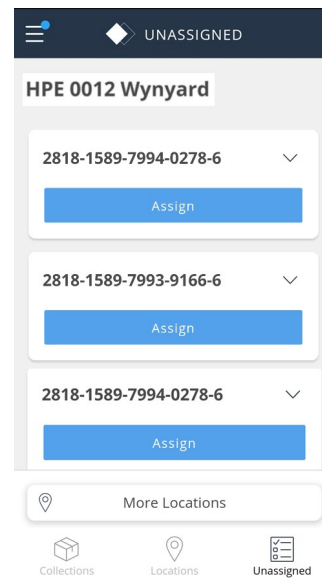 UNASSIGNED
HPE 0012 Wynyard
2818-1589-7994-0278-6
Assign
2818-1589-7993-9166-6
Assign
2818-1589-7994-0278-6
Assign
More Locations
Collections Locations Unassigned